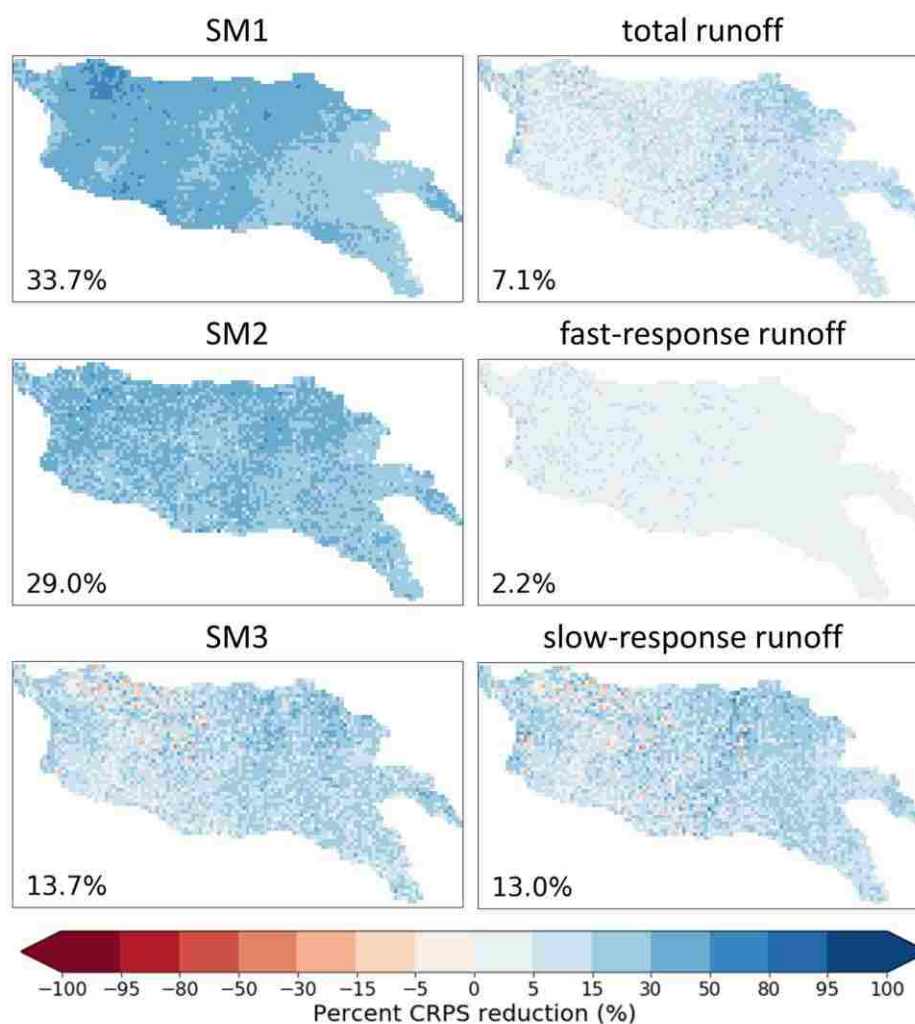 SM1
total runoff
33.7%
7.1%
SM2
fast-response runoff
29.0%
2.2%
SM3
slow-response runoff
13.7%
13.0%
−100 −95 −80 −50 −30 −15 −5 0 5 15 30 50 80 95 100
Percent CRPS reduction (%)